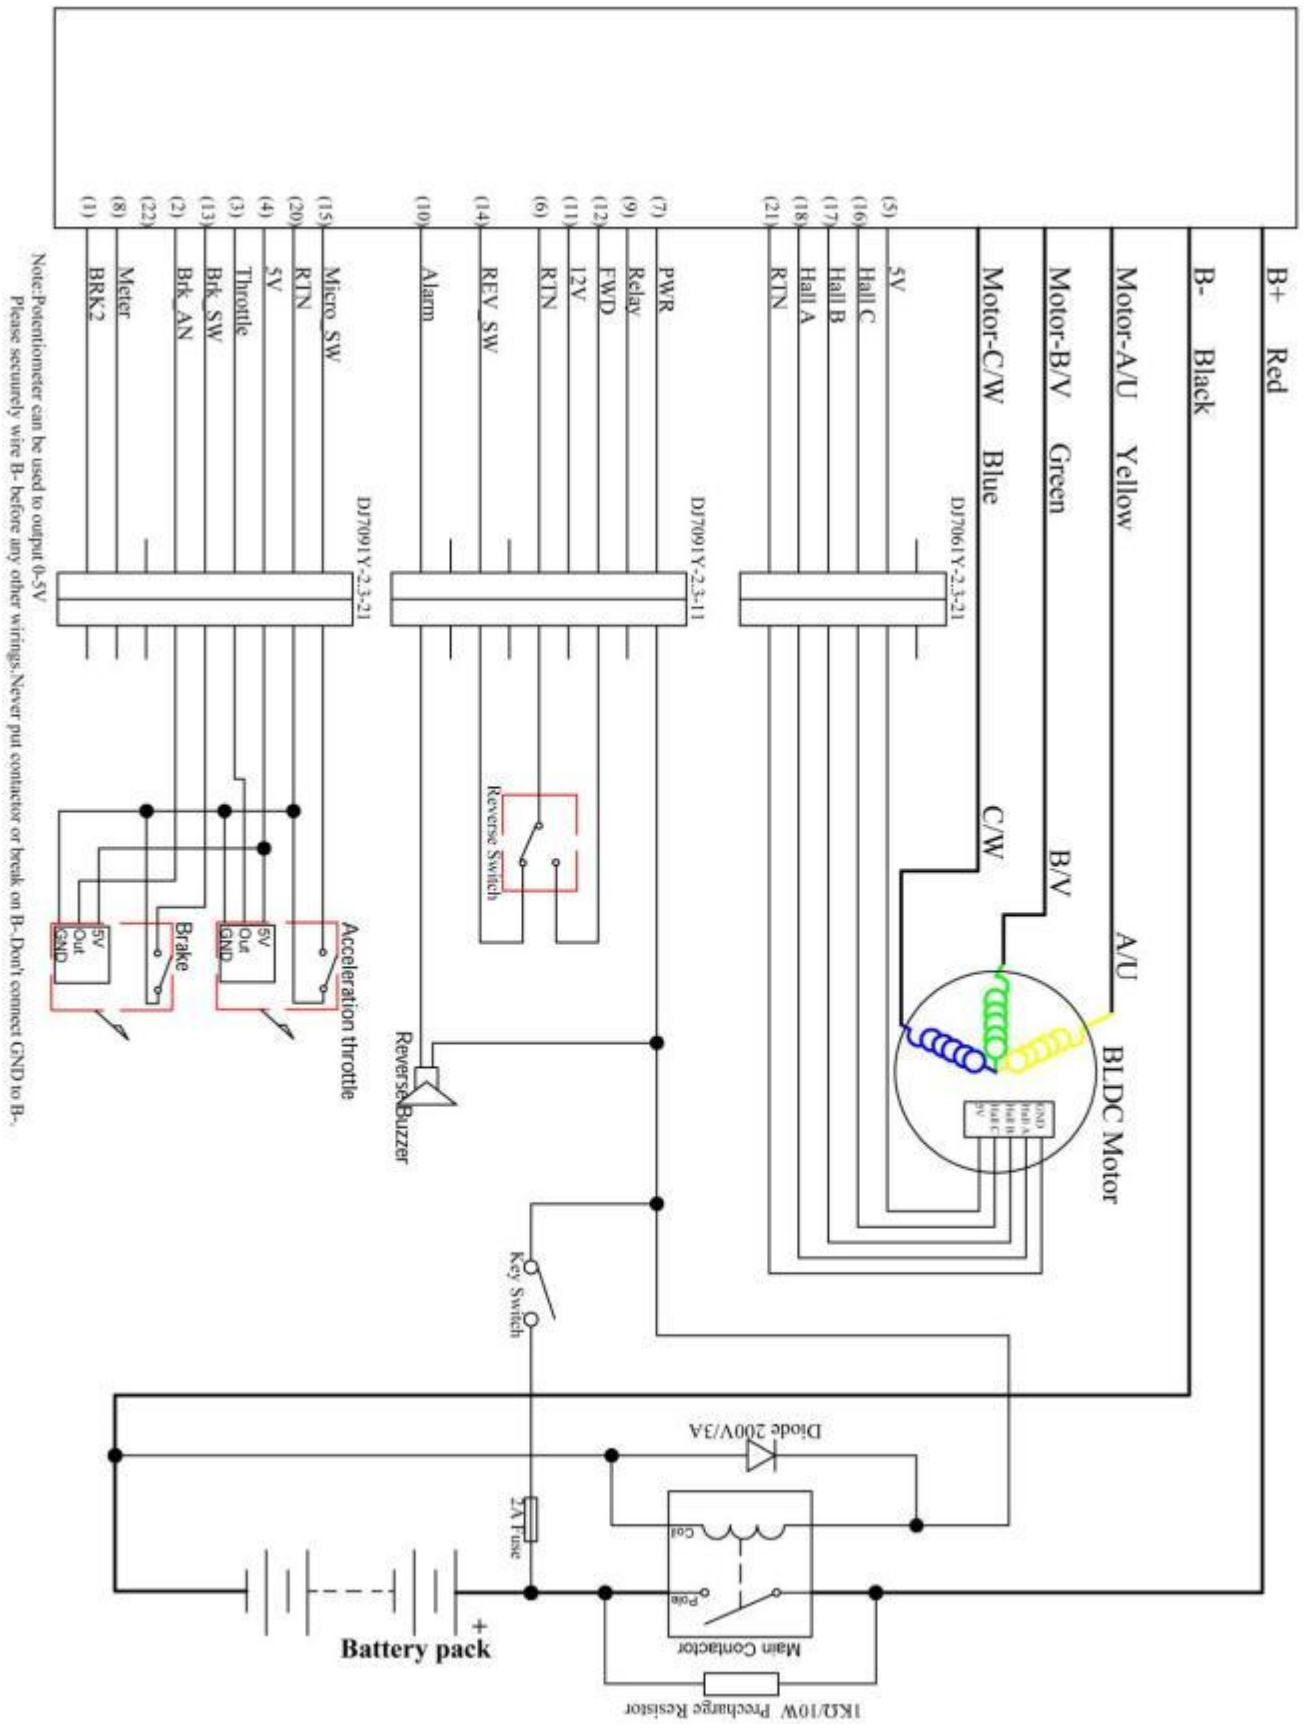 B+ Red
B- Black
Motor-A/U Yellow
Motor-B/V Green
Motor-C/W Blue
A/U
B/V
C/W
BLDC Motor
GND
Hall A
Hall B
Hall C
5V
(5) 5V
(16) Hall C
(17) Hall B
(18) Hall A
(21) RTN
DJ7061Y-2.3-21
(7) PWR
(9) Relay
(12) FWD
(11) 12V
(6) RTN
(14) REV_SW
(10) Alarm
DJ7091Y-2.3-11
Reverse Switch
Reverse Buzzer
Key Switch
2A Fuse
(15) Micro_SW
(20) RTN
(4) 5V
(3) Throttle
(13) Brk_SW
(2) Brk_AN
(22)
(8) Meter
(1) BRK2
DJ7091Y-2.3-21
Acceleration throttle
5V
Out
GND
Brake
5V
Out
GND
Diode 200V/3A
Coil
Pole
Main Contactor
1KΩ/10W Precharge Resistor
+
Battery pack
Note:Potentiometer can be used to output 0-5V
Please secuurely wire B- before any other wirings.Never put contactor or break on B-.Don't connect GND to B-.